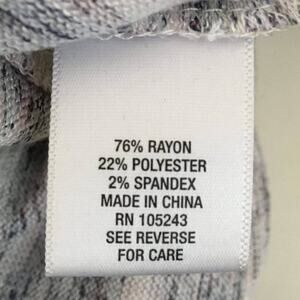 76% RAYON
22% POLYESTER
2% SPANDEX
MADE IN CHINA
RN 105243
SEE REVERSE
FOR CARE